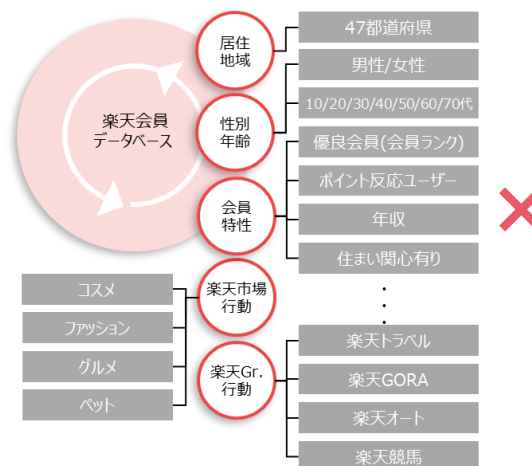 楽天会員
データベース
居住
地域
47都道府県
性別
年齢
男性/女性
10/20/30/40/50/60/70代
会員
特性
優良会員(会員ランク)
ポイント反応ユーザー
年収
住まい関心有り
・
・
・
楽天市場
行動
コスメ
ファッション
グルメ
ペット
楽天Gr.
行動
楽天トラベル
楽天GORA
楽天オート
楽天競馬